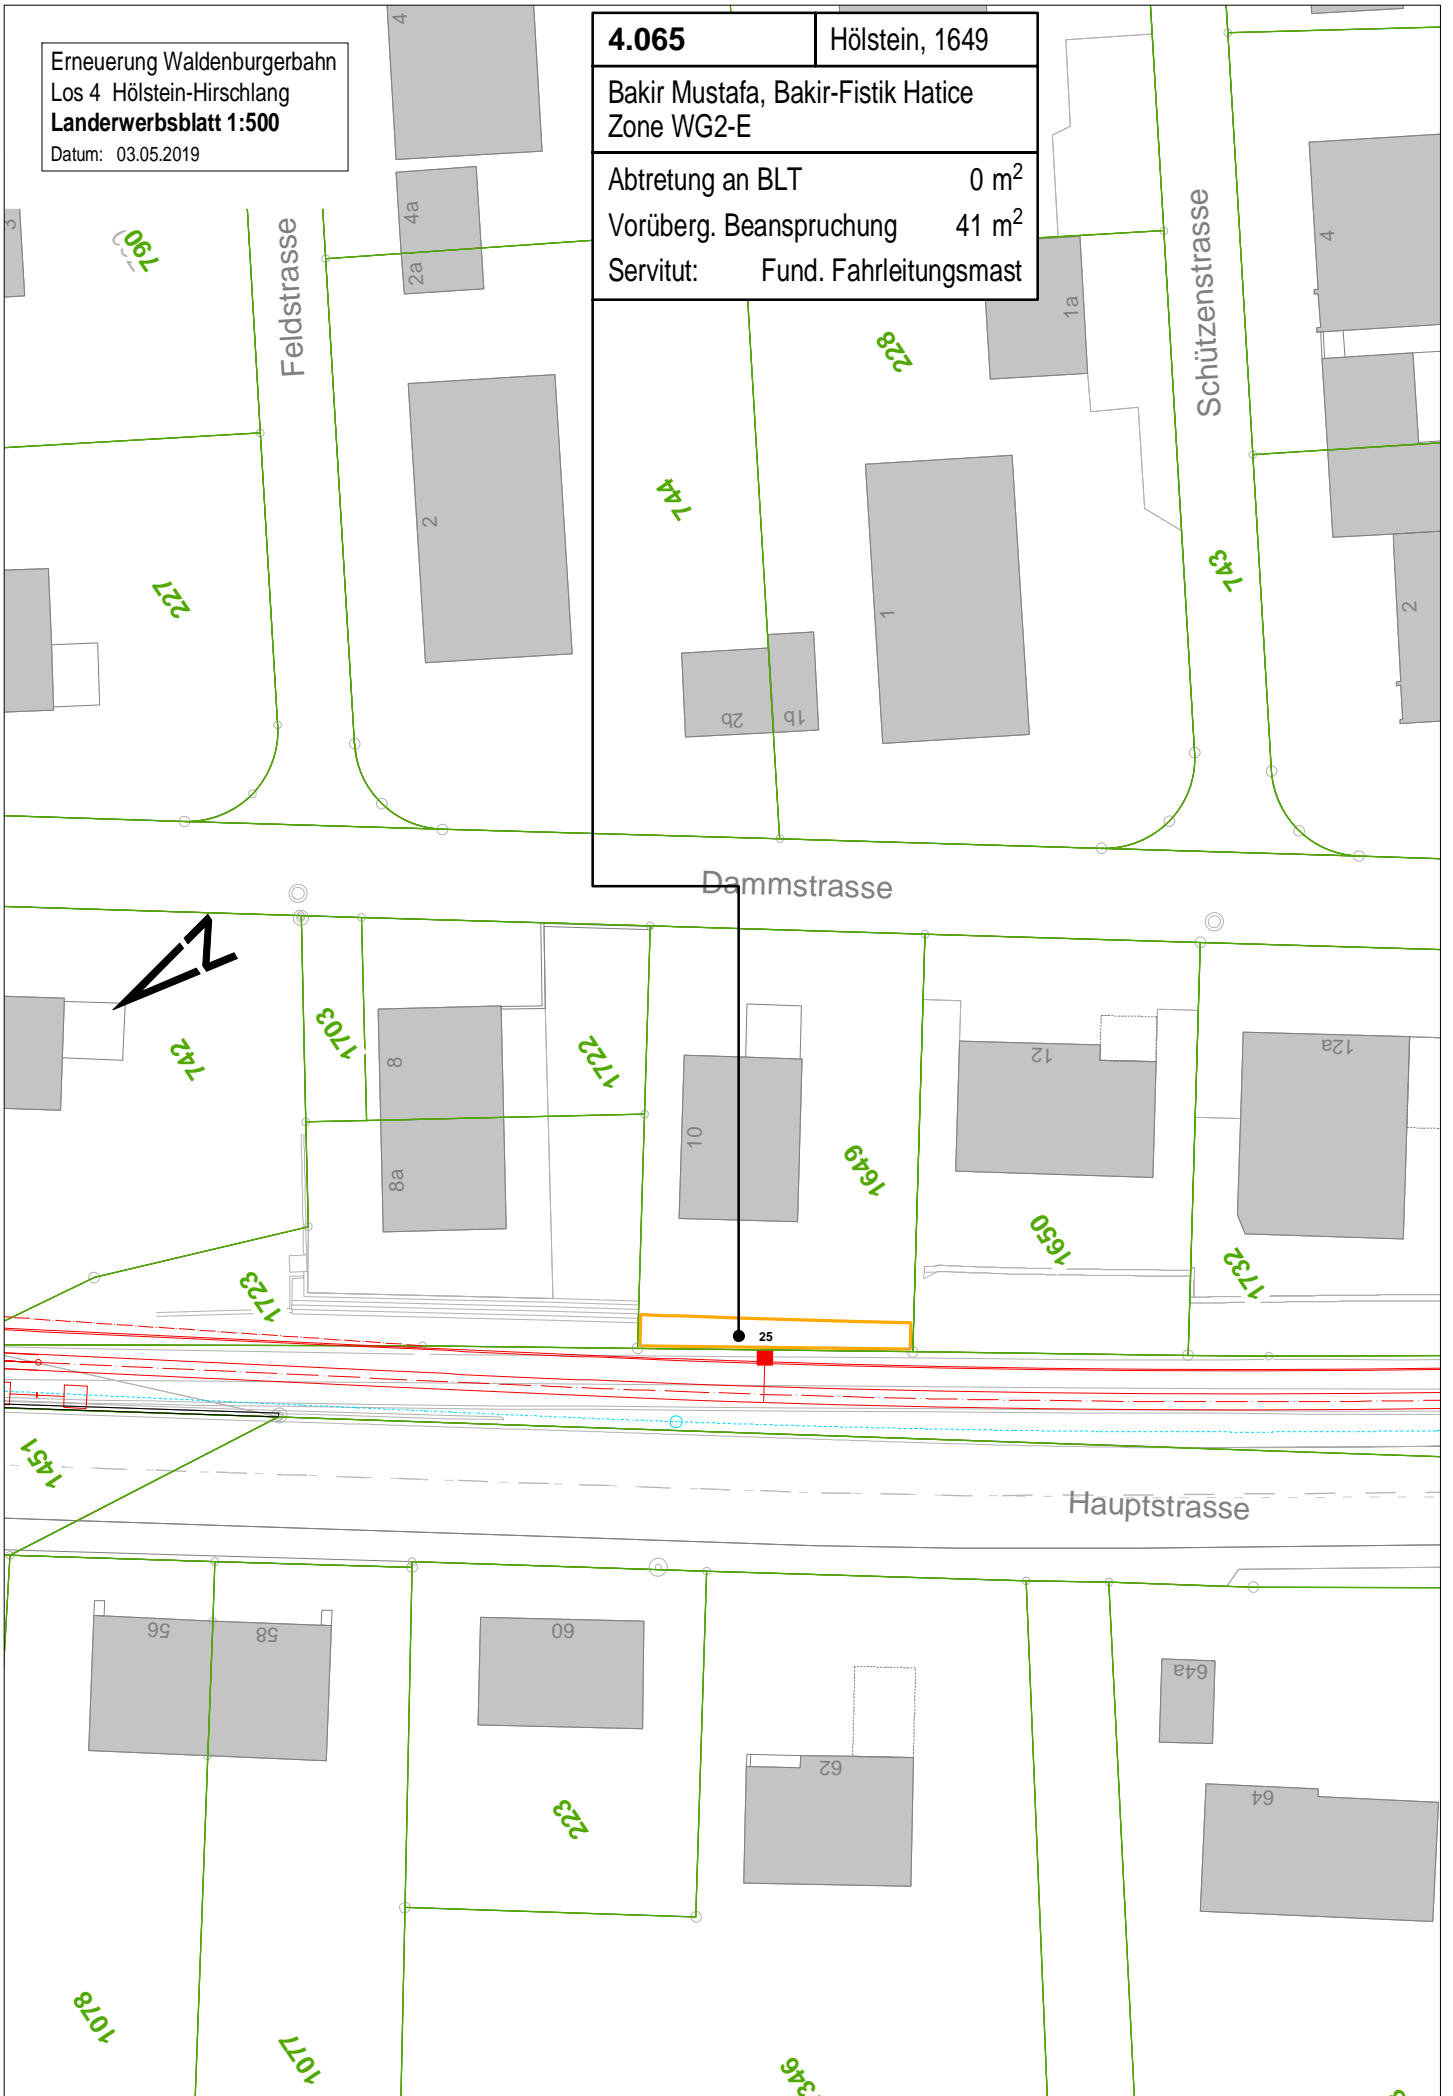 Erneuerung Waldenburgerbahn
Los 4 Hölstein-Hirschlang
Landerwerbsblatt 1:500
Datum: 03.05.2019
4.065
Hölstein, 1649
Bakir Mustafa, Bakir-Fistik Hatice
Zone WG2-E
Abtretung an BLT 0 m²
Vorüberg. Beanspruchung 41 m²
Servitut: Fund. Fahrleitungsmast
4
3
790
Feldstrasse
4a
2a
1a
Schützenstrasse
4
228
2
744
227
1
743
2
2b
1b
Dammstrasse
742
1703
8
8a
1722
10
1649
12
12a
1650
1732
1723
25
1451
Hauptstrasse
56
58
60
62
64a
64
223
1078
1077
346